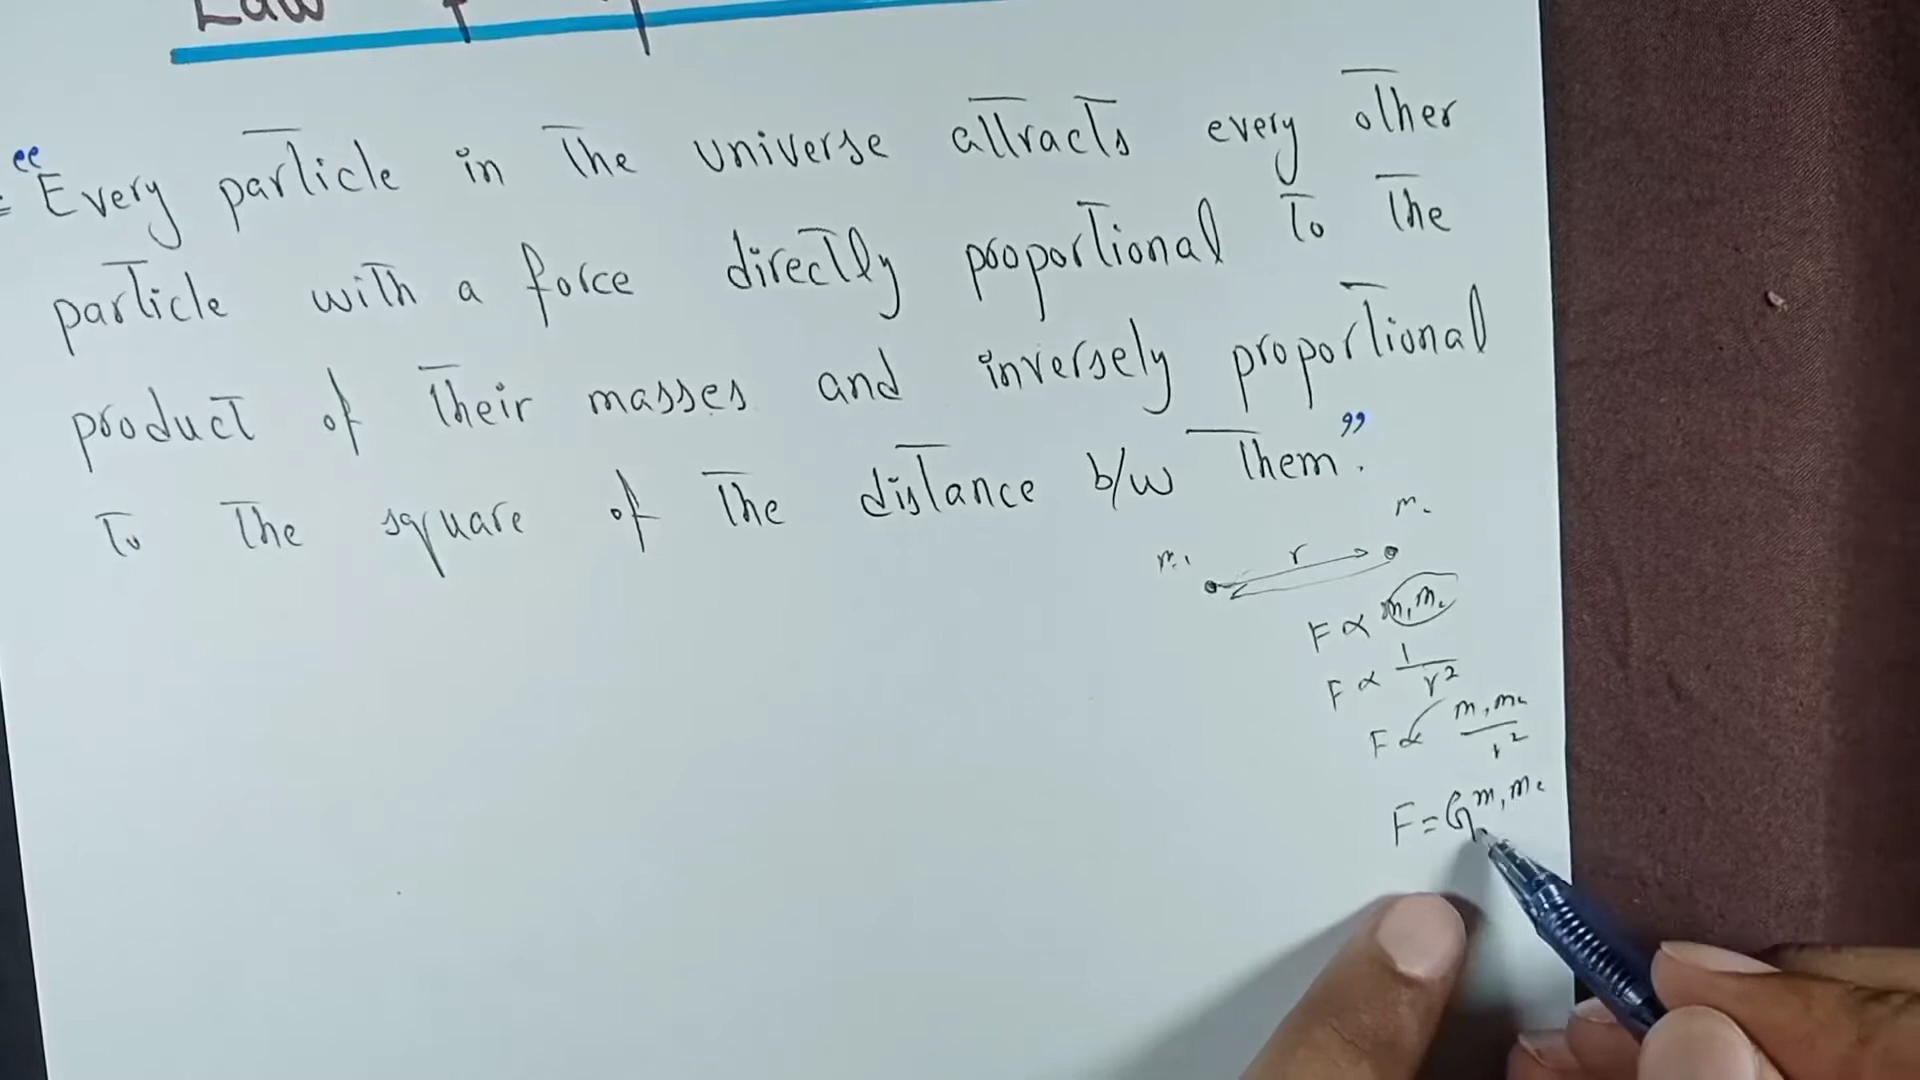 Law
“Every particle in the universe attracts every other
particle with a force directly proportional to the
product of their masses and inversely proportional
to the square of the distance b/w them.”
m₁ r m₂
F ∝ m₁m₂
F ∝ 1/r²
F ∝ m₁m₂/r²
F = G m₁m₂